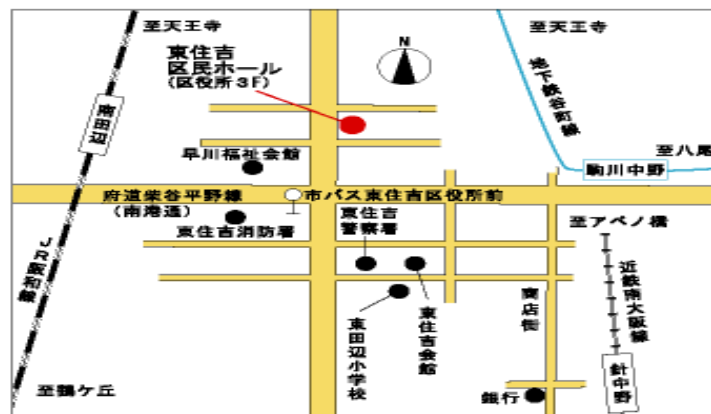 至天王寺
至天王寺
東住吉
区民ホール
(区役所3F)
N
地下鉄谷町線
南田辺
至八尾
早川福祉会館
駒川中野
府道柴谷平野線
(南港通)
市バス東住吉区役所前
東住吉
警察署
至アベノ橋
東住吉消防署
JR阪和線
近鉄南大阪線
商店街
東住吉会館
東田辺小学校
針中野
至鶴ケ丘
銀行